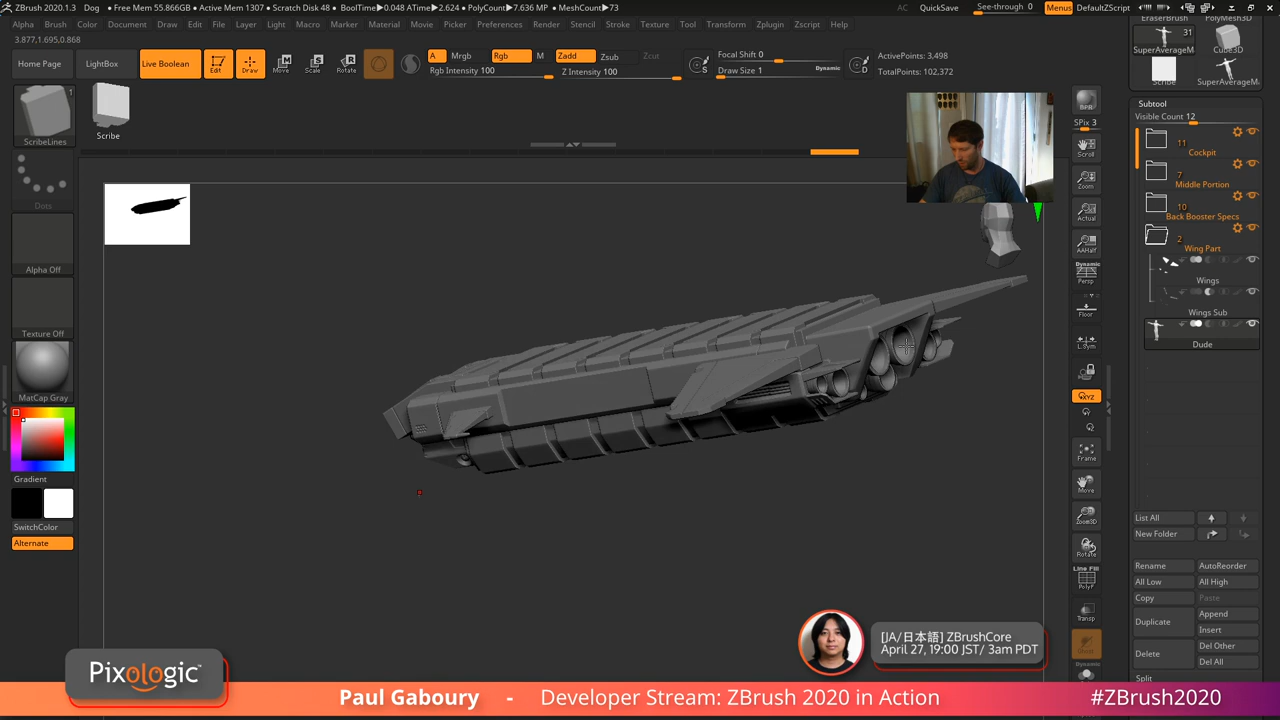 ZBrush 2020.1.3 Dog • Free Mem 55.866GB • Active Mem 1307 • Scratch Disk 48 • BoolTime▶0.048 ATime▶2.624 • PolyCount▶7.636 MP • MeshCount▶73
AC QuickSave See-through 0 Menus DefaultZScript
Alpha Brush Color Document Draw Edit File Layer Light Macro Marker Material Movie Picker Preferences Render Stencil Stroke Texture Tool Transform Zplugin Zscript Help
3.877,1.695,0.868
Home Page LightBox Live Boolean Edit Draw Move Scale Rotate
A Mrgb Rgb M Zadd Zsub Zcut
Rgb Intensity 100 Z Intensity 100
Focal Shift 0
Draw Size 1 Dynamic
S
D
ActivePoints: 3,498
TotalPoints: 102,372
1
ScribeLines
Scribe
Dots
Alpha Off
Texture Off
MatCap Gray
Gradient
SwitchColor
Alternate
BPR
SPix 3
Scroll
Zoom
Actual
AAHalf
Dynamic
Persp
Floor
L.Sym
XYZ
Frame
Move
Zoom3D
Rotate
Line Fill
PolyF
Transp
Dynamic
EraserBrush PolyMesh3D
31
SuperAverageM Cube3D
Scribe SuperAverageM
Subtool
Visible Count 12
11
Cockpit
7
Middle Portion
10
Back Booster Specs
2
Wing Part
Wings
Wings Sub
Dude
List All
New Folder
Rename AutoReorder
All Low All High
Copy Paste
Duplicate Append
Insert
Delete Del Other
Del All
Split
[JA/日本語] ZBrushCore
April 27, 19:00 JST/ 3am PDT
Pixologic™
Paul Gaboury - Developer Stream: ZBrush 2020 in Action #ZBrush2020